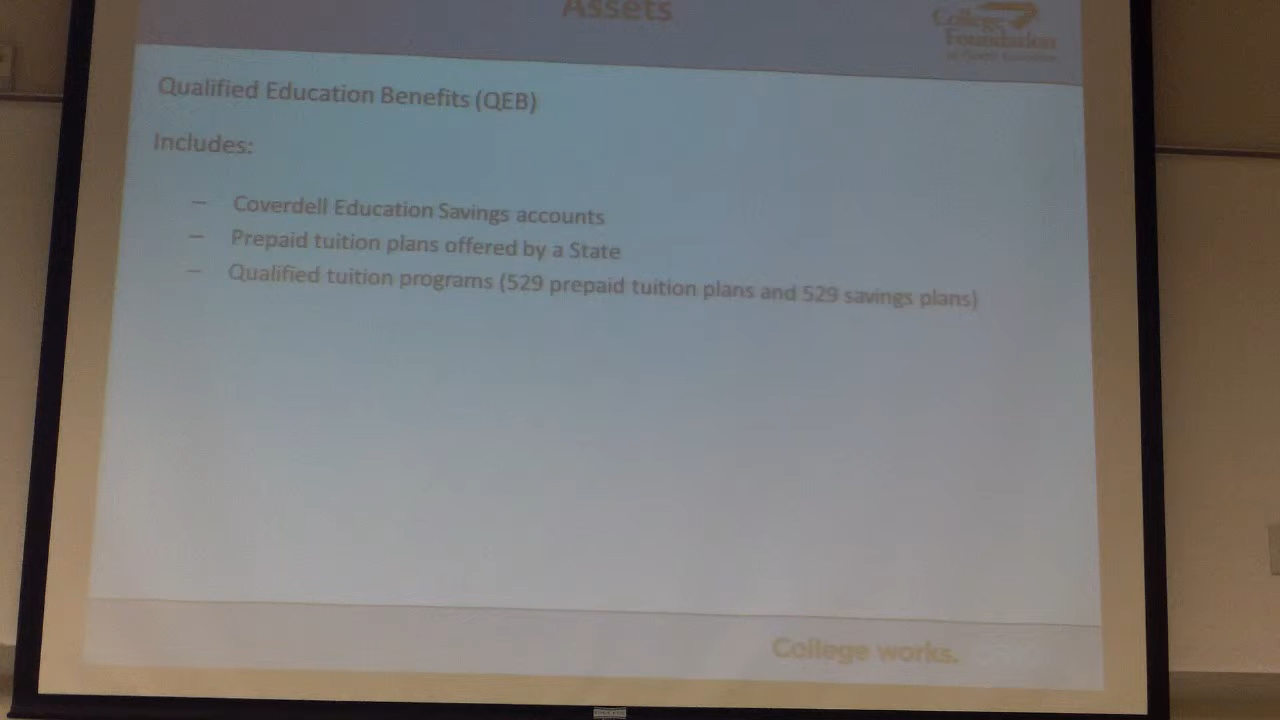 Assets
College
Foundation
Qualified Education Benefits (QEB)
Includes:
– Coverdell Education Savings accounts
– Prepaid tuition plans offered by a State
– Qualified tuition programs (529 prepaid tuition plans and 529 savings plans)
College works.